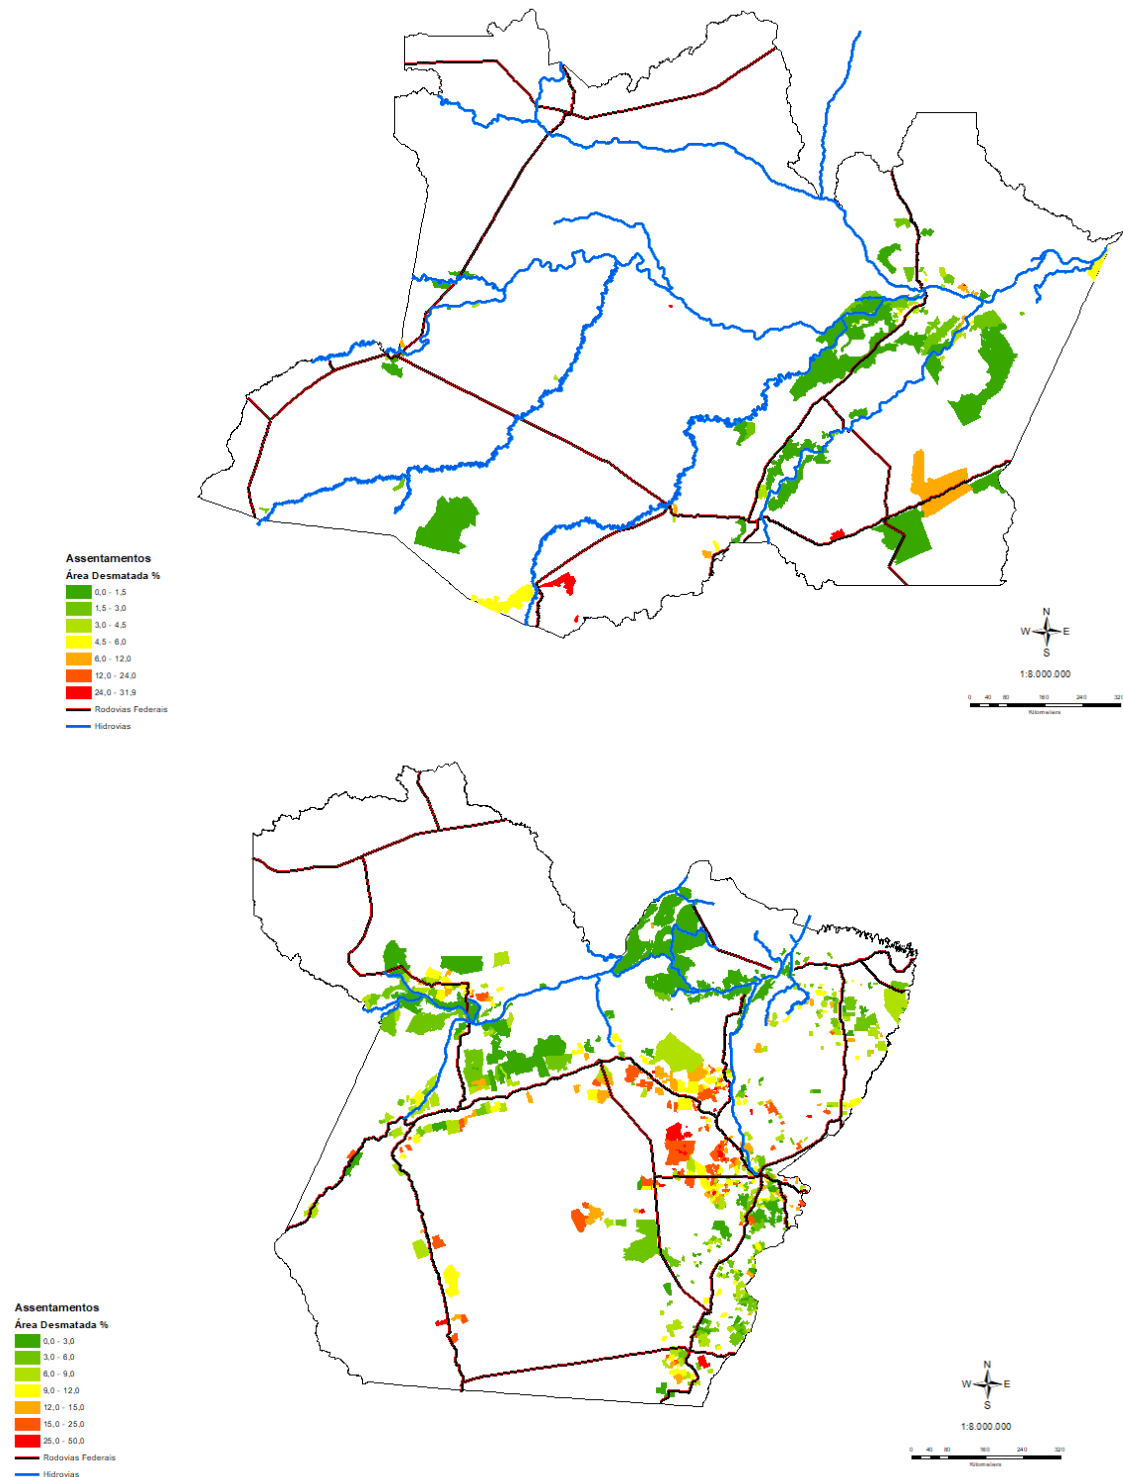 Assentamentos
Área Desmatada %
0,0 - 1,5
1,5 - 3,0
3,0 - 4,5
4,5 - 6,0
6,0 - 12,0
12,0 - 24,0
24,0 - 31,9
Rodovias Federais
Hidrovias
N
W E
S
1:8.000.000
0 40 80 160 240 320
Kilometers
Assentamentos
Área Desmatada %
0,0 - 3,0
3,0 - 6,0
6,0 - 9,0
9,0 - 12,0
12,0 - 15,0
15,0 - 25,0
25,0 - 50,0
Rodovias Federais
Hidrovias
N
W E
S
1:8.000.000
0 40 80 160 240 320
Kilometers